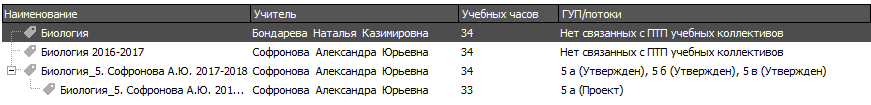 Наименование Учитель Учебных часов ГУП/потоки
Биология Бондарева Наталья Казимировна 34 Нет связанных с ПТП учебных коллективов
Биология 2016-2017 Софронова Александра Юрьевна 34 Нет связанных с ПТП учебных коллективов
Биология_5. Софронова А.Ю. 2017-2018 Софронова Александра Юрьевна 34 5 а (Утвержден), 5 б (Утвержден), 5 в (Утвержден)
Биология_5. Софронова А.Ю. 201... Софронова Александра Юрьевна 33 5 а (Проект)